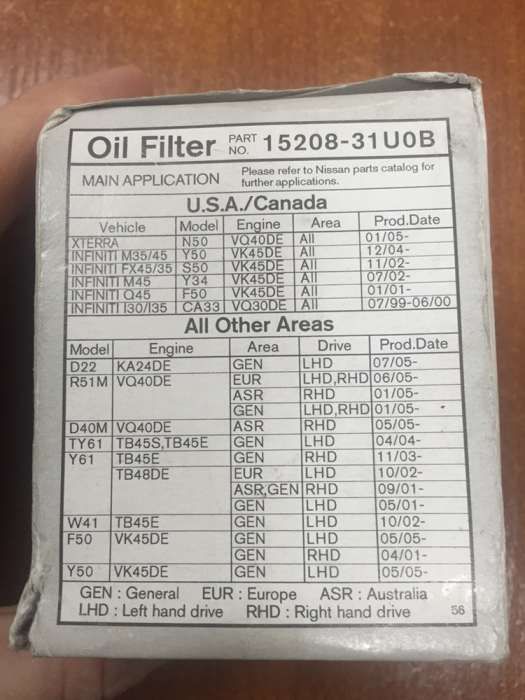 Oil Filter PART NO. 15208-31U0B
MAIN APPLICATION Please refer to Nissan parts catalog for further applications.
U.S.A./Canada
Vehicle Model Engine Area Prod.Date
XTERRA N50 VQ40DE All 01/05-
INFINITI M35/45 Y50 VK45DE All 12/04-
INFINITI FX45/35 S50 VK45DE All 11/02-
INFINITI M45 Y34 VK45DE All 07/02-
INFINITI Q45 F50 VK45DE All 01/01-
INFINITI I30/I35 CA33 VQ30DE All 07/99-06/00
All Other Areas
Model Engine Area Drive Prod.Date
D22 KA24DE GEN LHD 07/05-
R51M VQ40DE EUR LHD,RHD 06/05-
ASR RHD 01/05-
GEN LHD,RHD 01/05-
D40M VQ40DE ASR RHD 05/05-
TY61 TB45S,TB45E GEN LHD 04/04-
Y61 TB45E GEN RHD 11/03-
TB48DE EUR LHD 10/02-
ASR,GEN RHD 09/01-
GEN LHD 05/01-
W41 TB45E GEN LHD 10/02-
F50 VK45DE GEN LHD 05/05-
GEN RHD 04/01-
Y50 VK45DE GEN LHD 05/05-
GEN : General EUR : Europe ASR : Australia
LHD : Left hand drive RHD : Right hand drive 56